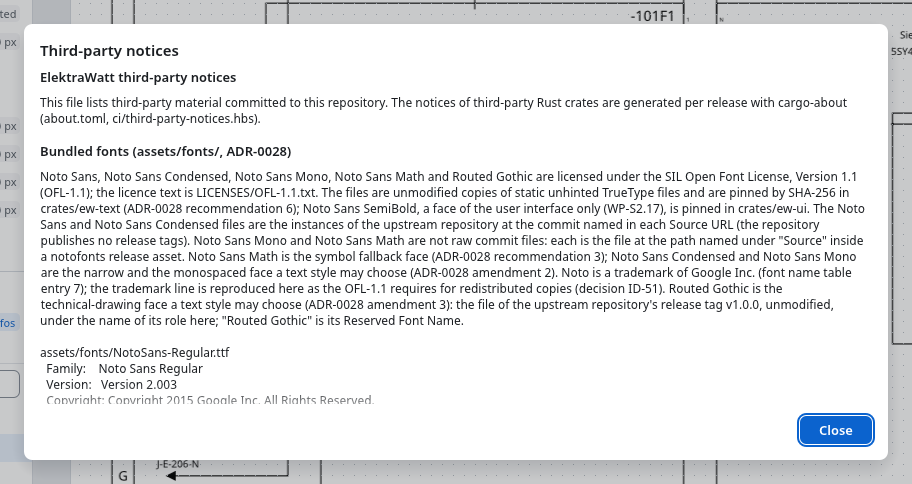 ted
-101F1
1
N
px
Third-party notices
Sie
5SY4
ElektraWatt third-party notices
This file lists third-party material committed to this repository. The notices of third-party Rust crates are generated per release with cargo-about
(about.toml, ci/third-party-notices.hbs).
px
Bundled fonts (assets/fonts/, ADR-0028)
px
Noto Sans, Noto Sans Condensed, Noto Sans Mono, Noto Sans Math and Routed Gothic are licensed under the SIL Open Font License, Version 1.1
px
(OFL-1.1); the licence text is LICENSES/OFL-1.1.txt. The files are unmodified copies of static unhinted TrueType files and are pinned by SHA-256 in
crates/ew-text (ADR-0028 recommendation 6); Noto Sans SemiBold, a face of the user interface only (WP-S2.17), is pinned in crates/ew-ui. The Noto
px
Sans and Noto Sans Condensed files are the instances of the upstream repository at the commit named in each Source URL (the repository
publishes no release tags). Noto Sans Mono and Noto Sans Math are not raw commit files: each is the file at the path named under "Source" inside
a notofonts release asset. Noto Sans Math is the symbol fallback face (ADR-0028 recommendation 3); Noto Sans Condensed and Noto Sans Mono
are the narrow and the monospaced face a text style may choose (ADR-0028 amendment 2). Noto is a trademark of Google Inc. (font name table
entry 7); the trademark line is reproduced here as the OFL-1.1 requires for redistributed copies (decision ID-51). Routed Gothic is the
technical-drawing face a text style may choose (ADR-0028 amendment 3): the file of the upstream repository's release tag v1.0.0, unmodified,
under the name of its role here; "Routed Gothic" is its Reserved Font Name.
fos
assets/fonts/NotoSans-Regular.ttf
Family: Noto Sans Regular
Version: Version 2.003
Copyright: Copyright 2015 Google Inc. All Rights Reserved.
Close
J-E-206-N
G